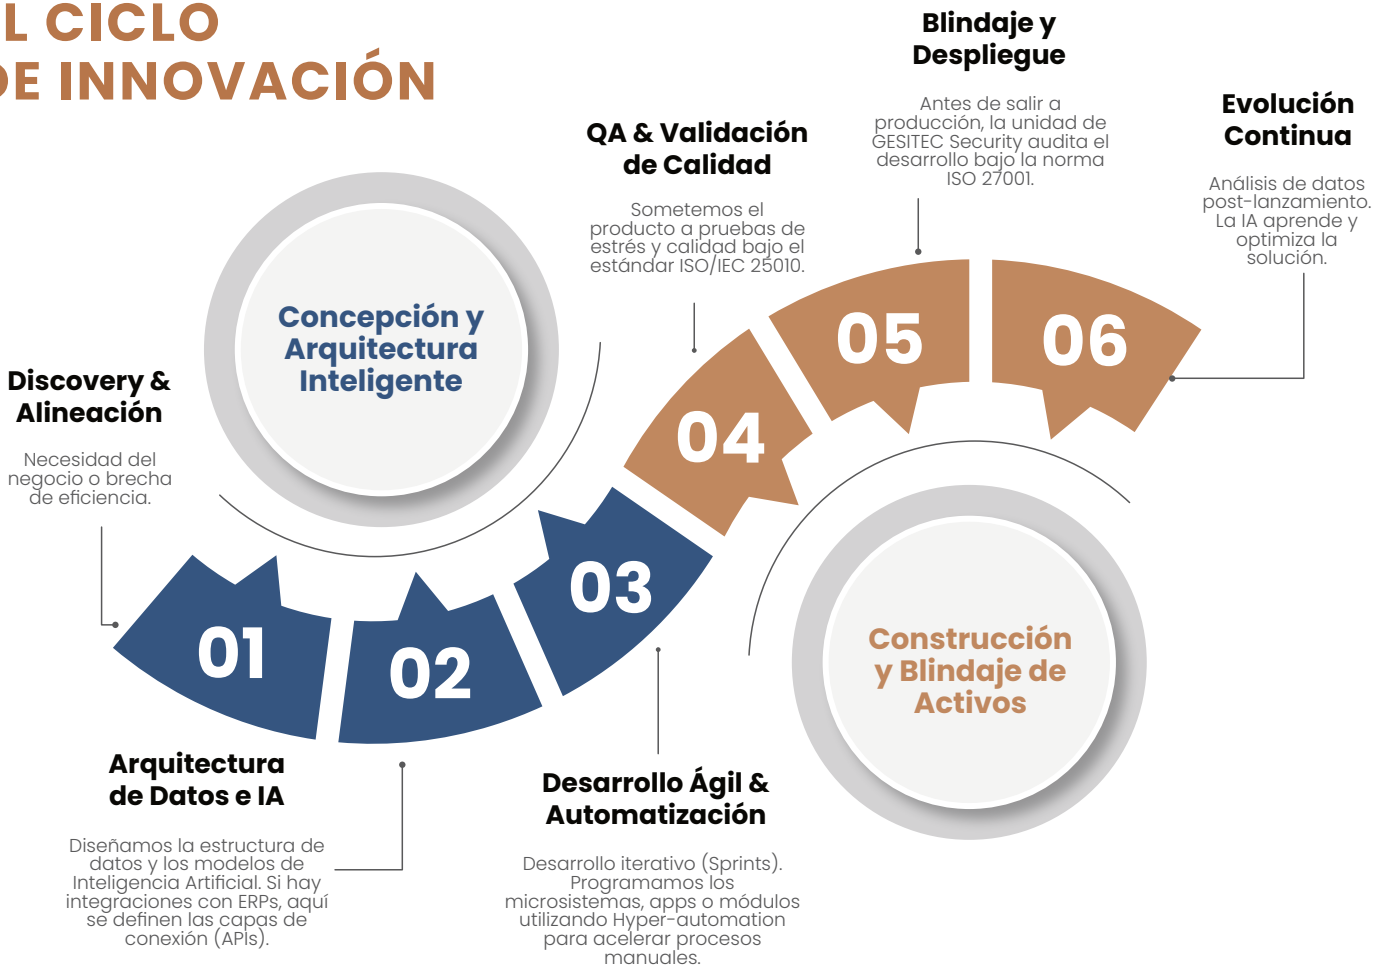 L CICLO
DE INNOVACIÓN
Discovery &
Alineación
Necesidad del
negocio o brecha
de eficiencia.
Concepción y
Arquitectura
Inteligente
01
02
03
04
05
06
Arquitectura
de Datos e IA
Diseñamos la estructura de
datos y los modelos de
Inteligencia Artificial. Si hay
integraciones con ERPs, aquí
se definen las capas de
conexión (APIs).
Desarrollo Ágil &
Automatización
Desarrollo iterativo (Sprints).
Programamos los
microsistemas, apps o módulos
utilizando Hyper-automation
para acelerar procesos
manuales.
QA & Validación
de Calidad
Sometemos el
producto a pruebas de
estrés y calidad bajo el
estándar ISO/IEC 25010.
Blindaje y
Despliegue
Antes de salir a
producción, la unidad de
GESITEC Security audita el
desarrollo bajo la norma
ISO 27001.
Evolución
Continua
Análisis de datos
post-lanzamiento.
La IA aprende y
optimiza la
solución.
Construcción
y Blindaje de
Activos